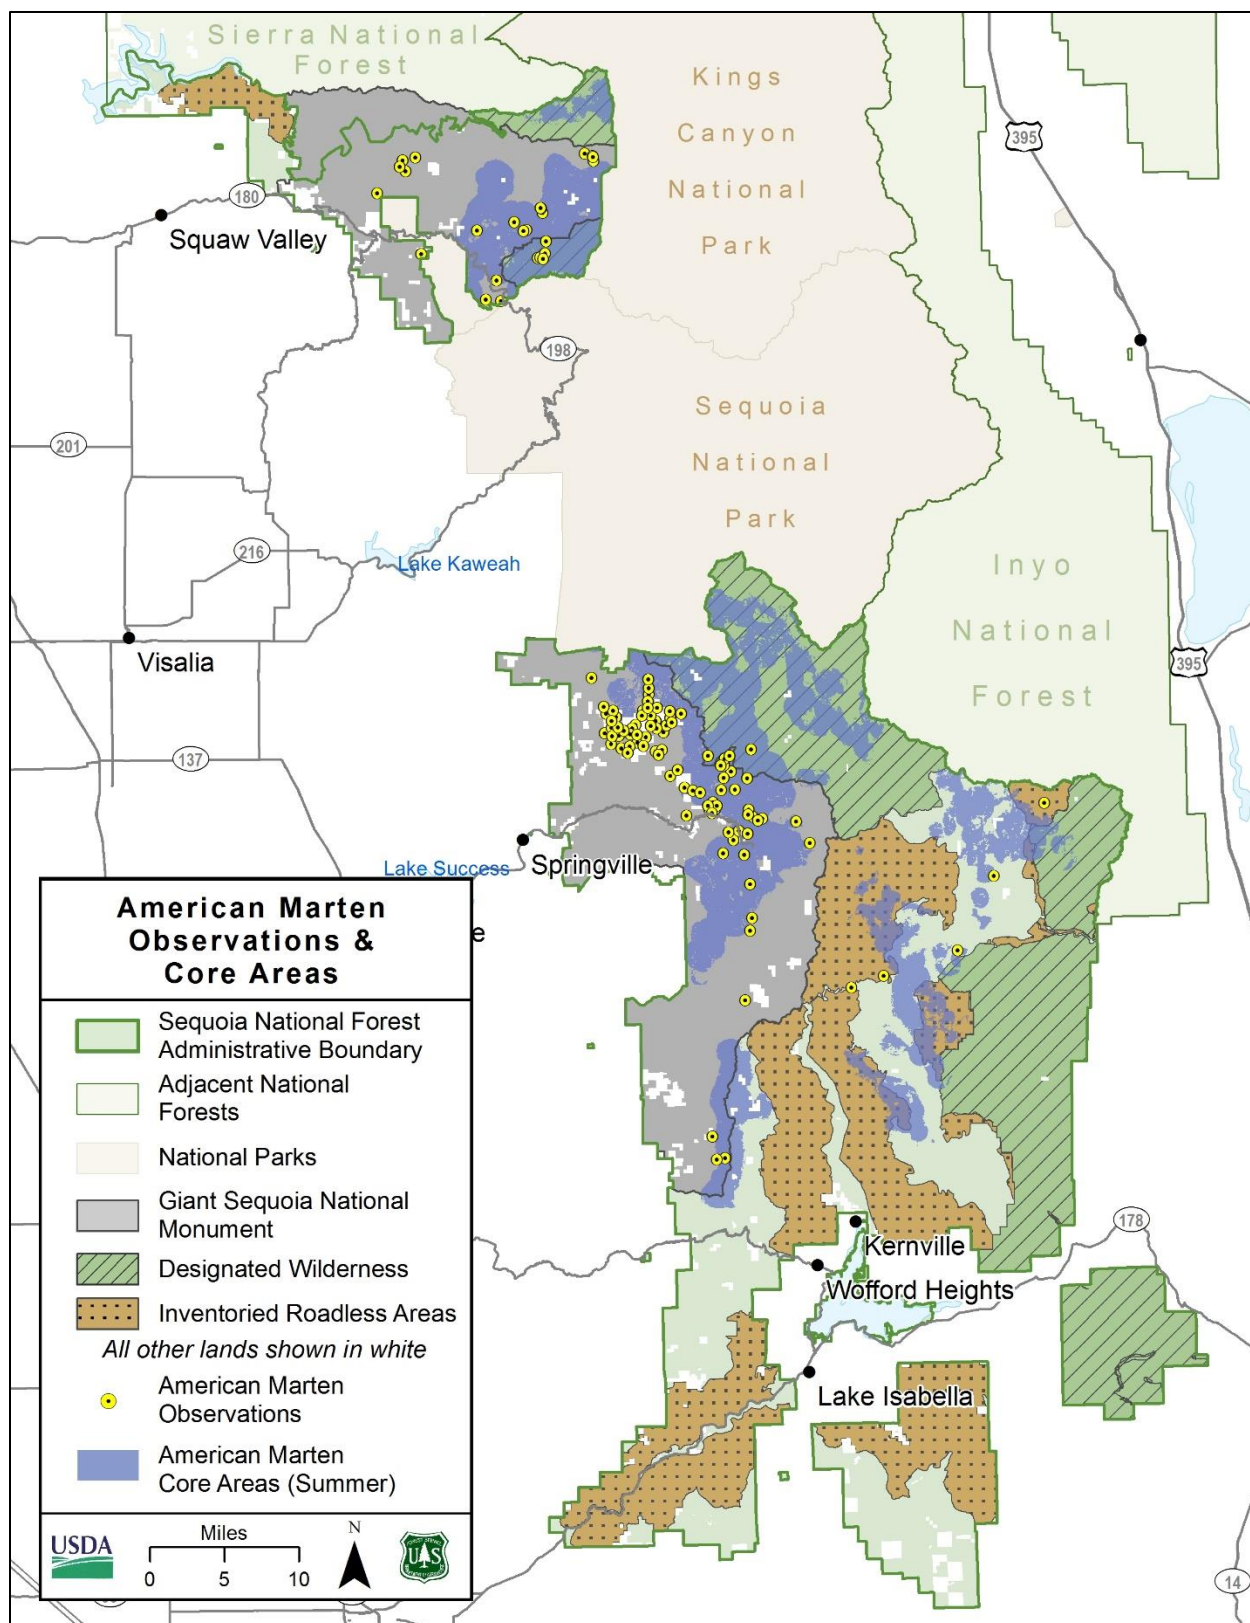 Sierra National
Forest
Kings
Canyon
National
Park
395
180
Squaw Valley
198
Sequoia
National
Park
201
216
Lake Kaweah
Inyo
National
Forest
Visalia
395
137
Lake Success
Springville
e
American Marten
Observations &
Core Areas
Sequoia National Forest
Administrative Boundary
Adjacent National
Forests
National Parks
Giant Sequoia National
Monument
Designated Wilderness
Inventoried Roadless Areas
All other lands shown in white
American Marten
Observations
American Marten
Core Areas (Summer)
USDA
Miles
0 5 10
N
U S
178
Kernville
Wofford Heights
Lake Isabella
14